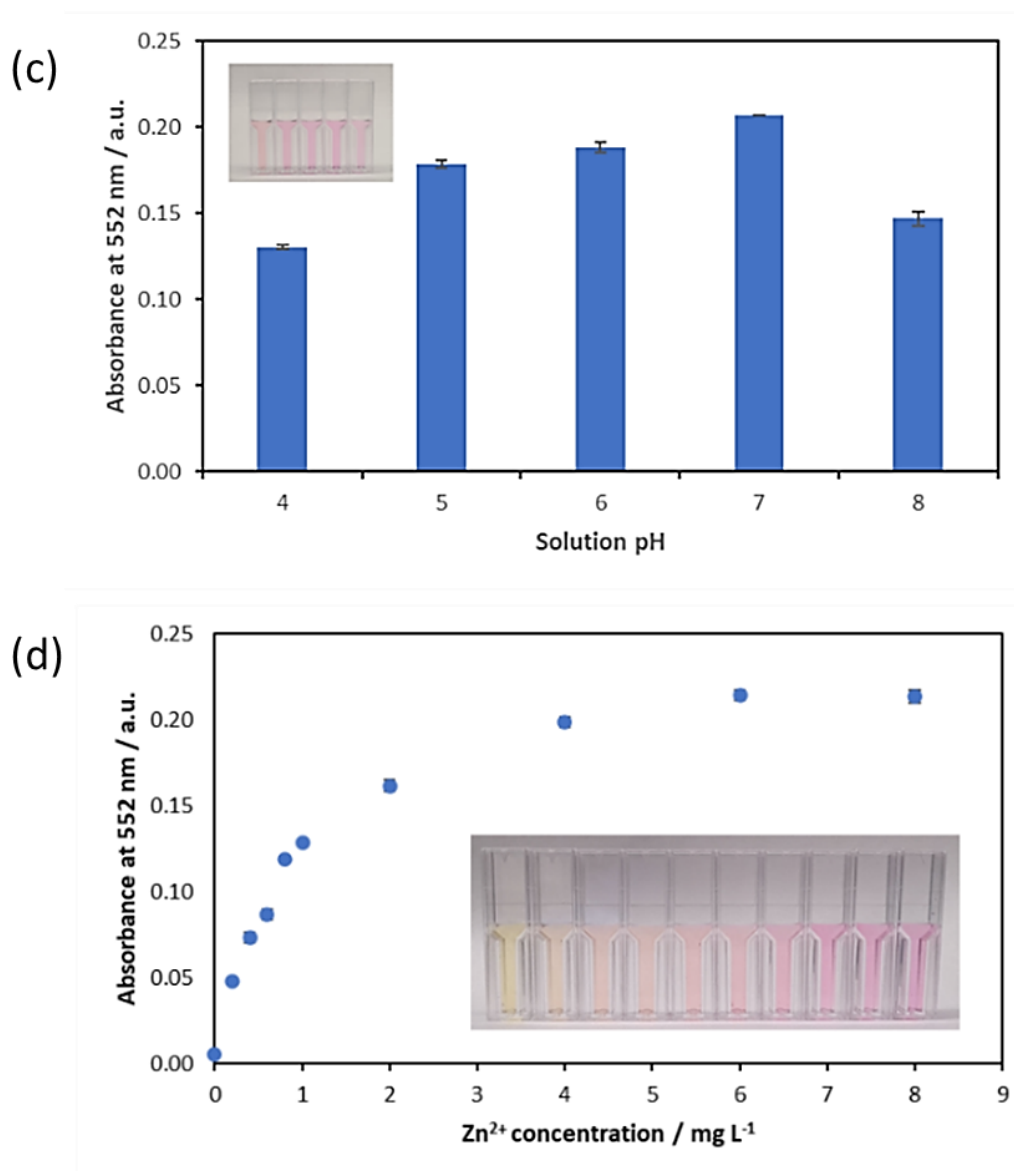 (c)
Absorbance at 552 nm / a.u.
0.25
0.20
0.15
0.10
0.05
0.00
4 5 6 7 8
Solution pH
(d)
Absorbance at 552 nm / a.u.
0.25
0.20
0.15
0.10
0.05
0.00
0 1 2 3 4 5 6 7 8 9
Zn²⁺ concentration / mg L⁻¹